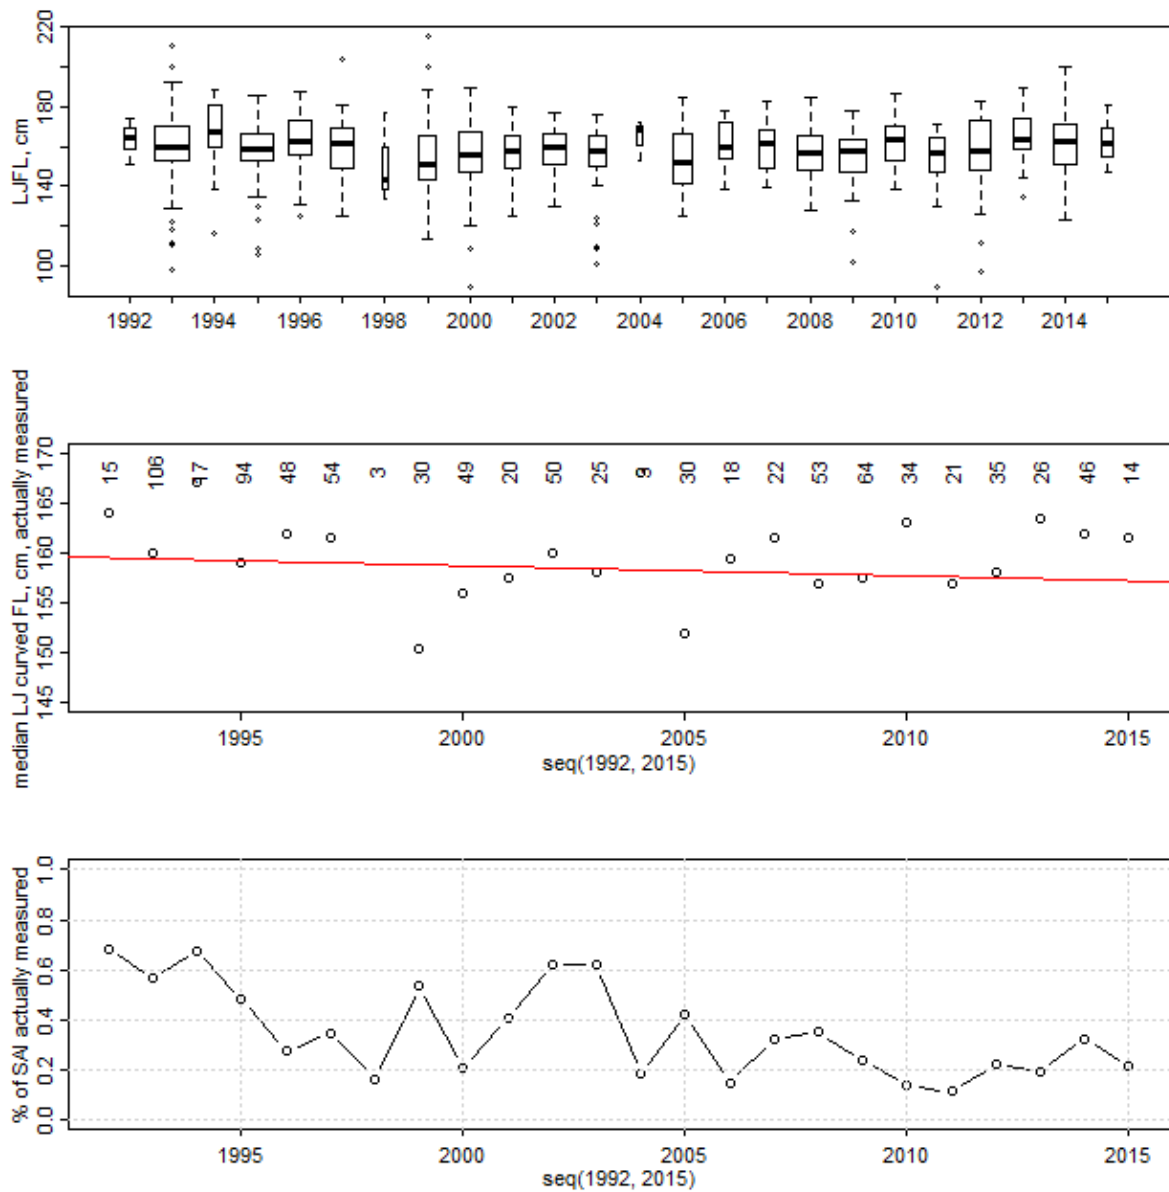 LJFL, cm
100 140 180 220
1992 1994 1996 1998 2000 2002 2004 2006 2008 2010 2012 2014
median LJ curved FL, cm, actually measured
145 150 155 160 165 170
15 106 94 48 54 3 30 49 20 50 25 30 18 22 53 64 34 21 35 26 46 14
1995 2000 2005 2010 2015
seq(1992, 2015)
% of SAI actually measured
0.0 0.2 0.4 0.6 0.8 1.0
1995 2000 2005 2010 2015
seq(1992, 2015)